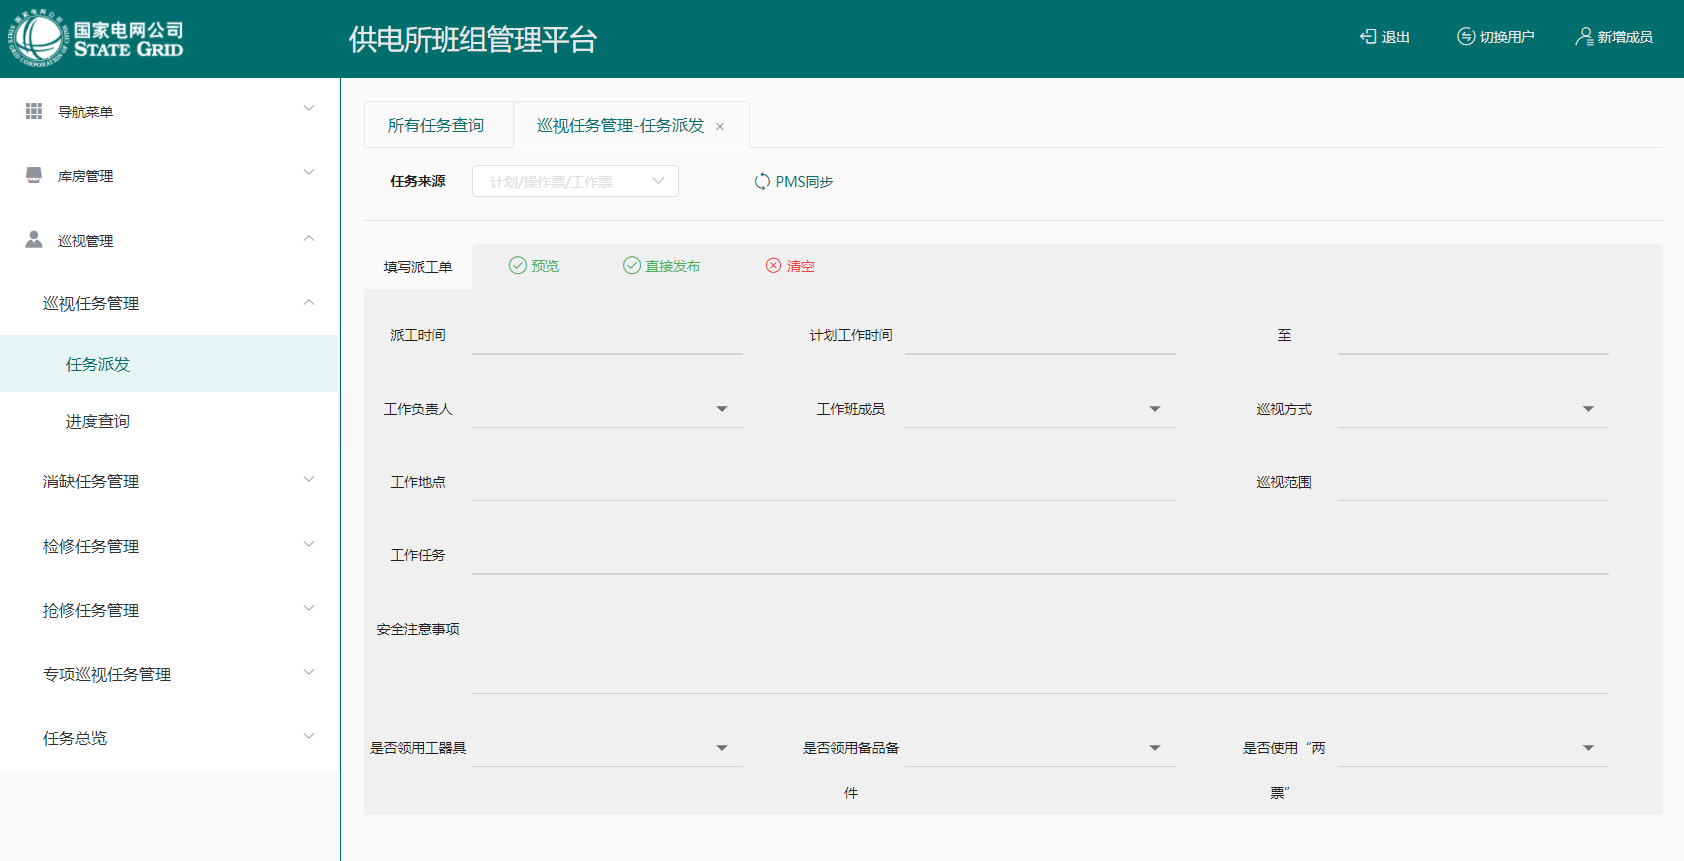 国家电网公司
STATE GRID
供电所班组管理平台
退出
切换用户
新增成员
导航菜单
库房管理
巡视管理
巡视任务管理
任务派发
进度查询
消缺任务管理
检修任务管理
抢修任务管理
专项巡视任务管理
任务总览
所有任务查询
巡视任务管理-任务派发 ×
任务来源 计划/操作票/工作票 PMS同步
填写派工单 预览 直接发布 清空
派工时间 计划工作时间 至
工作负责人 工作班成员 巡视方式
工作地点 巡视范围
工作任务
安全注意事项
是否领用工器具 是否领用备品备 是否使用“两
件 票”